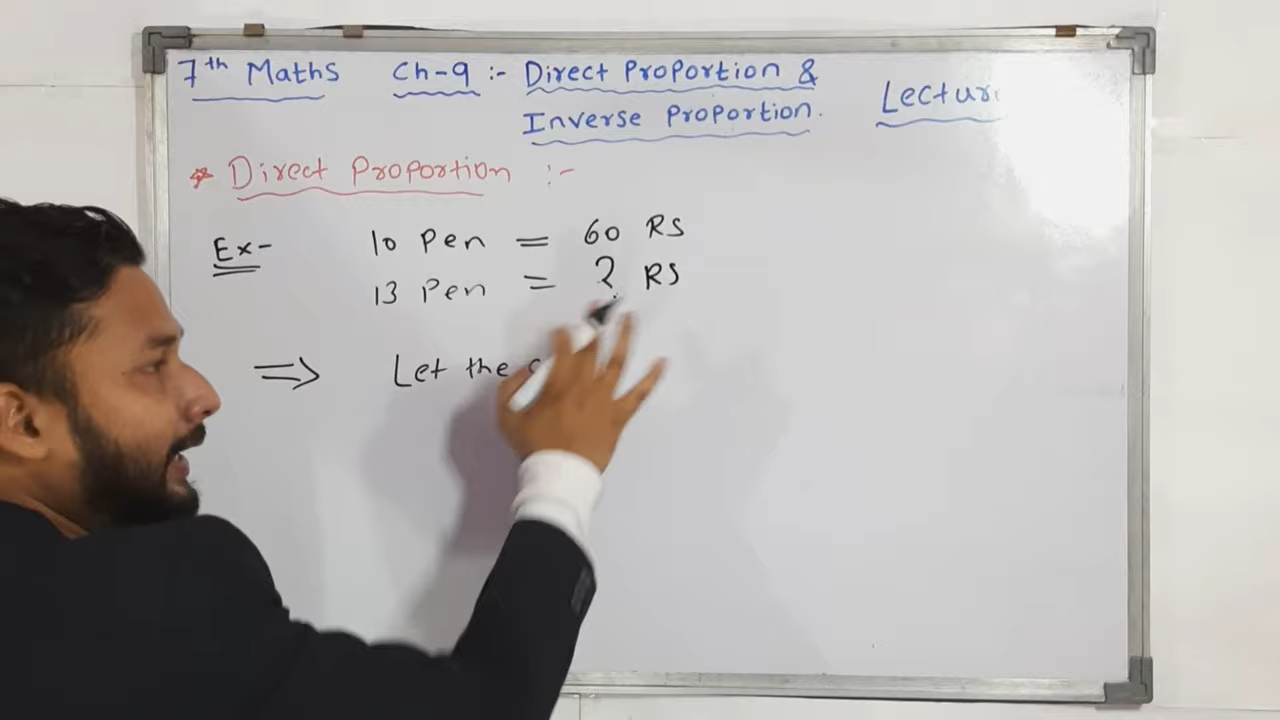 7th Maths Ch-9 :- Direct Proportion &
Inverse Proportion. Lectur
* Direct Proportion :-
Ex- 10 Pen = 60 RS
13 Pen = ? RS
⇒ Let the